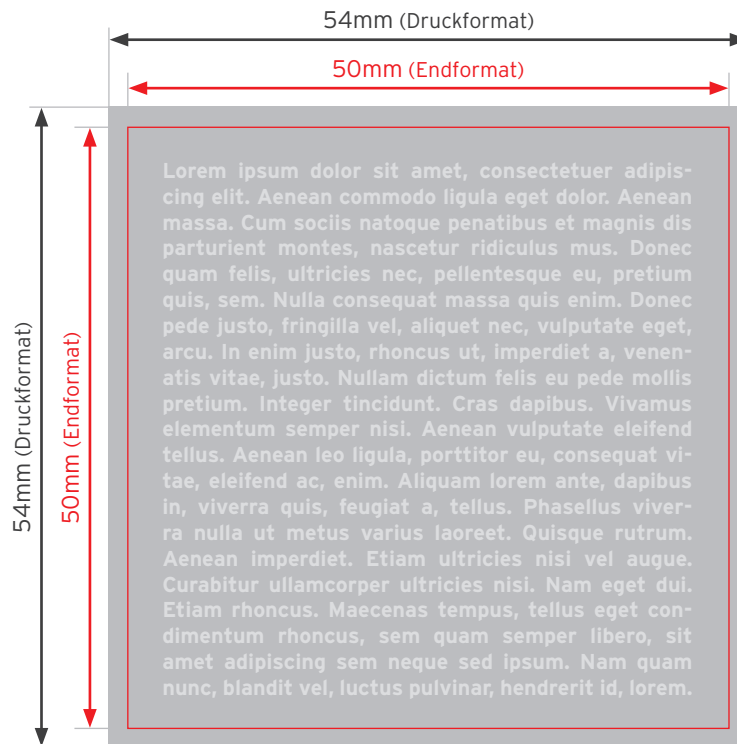 54mm (Druckformat)
50mm (Endformat)
54mm (Druckformat)
50mm (Endformat)
Lorem ipsum dolor sit amet, consectetuer adipis-
cing elit. Aenean commodo ligula eget dolor. Aenean
massa. Cum sociis natoque penatibus et magnis dis
parturient montes, nascetur ridiculus mus. Donec
quam felis, ultricies nec, pellentesque eu, pretium
quis, sem. Nulla consequat massa quis enim. Donec
pede justo, fringilla vel, aliquet nec, vulputate eget,
arcu. In enim justo, rhoncus ut, imperdiet a, venen-
atis vitae, justo. Nullam dictum felis eu pede mollis
pretium. Integer tincidunt. Cras dapibus. Vivamus
elementum semper nisi. Aenean vulputate eleifend
tellus. Aenean leo ligula, porttitor eu, consequat vi-
tae, eleifend ac, enim. Aliquam lorem ante, dapibus
in, viverra quis, feugiat a, tellus. Phasellus viver-
ra nulla ut metus varius laoreet. Quisque rutrum.
Aenean imperdiet. Etiam ultricies nisi vel augue.
Curabitur ullamcorper ultricies nisi. Nam eget dui.
Etiam rhoncus. Maecenas tempus, tellus eget con-
dimentum rhoncus, sem quam semper libero, sit
amet adipiscing sem neque sed ipsum. Nam quam
nunc, blandit vel, luctus pulvinar, hendrerit id, lorem.